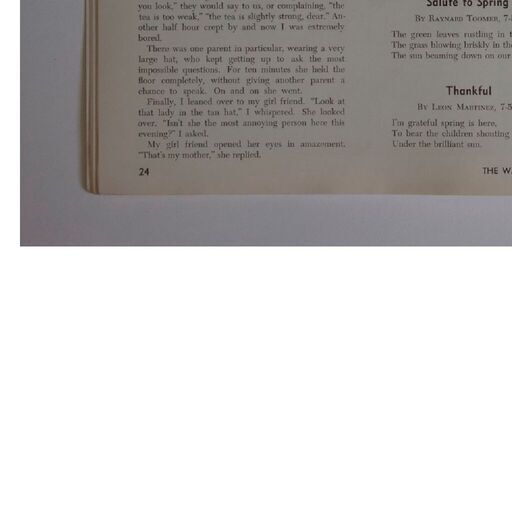 you look," they would say to us, or complaining, "the
tea is too weak," "the tea is slightly strong, dear." An-
other half hour crept by and now I was extremely
bored.
There was one parent in particular, wearing a very
large hat, who kept getting up to ask the most
impossible questions. For ten minutes she held the
floor completely, without giving another parent a
chance to speak. On and on she went.
Finally, I leaned over to my girl friend. "Look at
that lady in the tan hat," I whispered. She looked
over. "Isn't she the most annoying person here this
evening?" I asked.
My girl friend opened her eyes in amazement.
"That's my mother," she replied.
24
Salute to Spring
By Raynard Toomer, 7-
The green leaves rustling in
The grass blowing briskly in the
The sun beaming down on our
Thankful
By Leon Martinez, 7-5
I'm grateful spring is here,
To hear the children shouting
Under the brilliant sun.
THE W